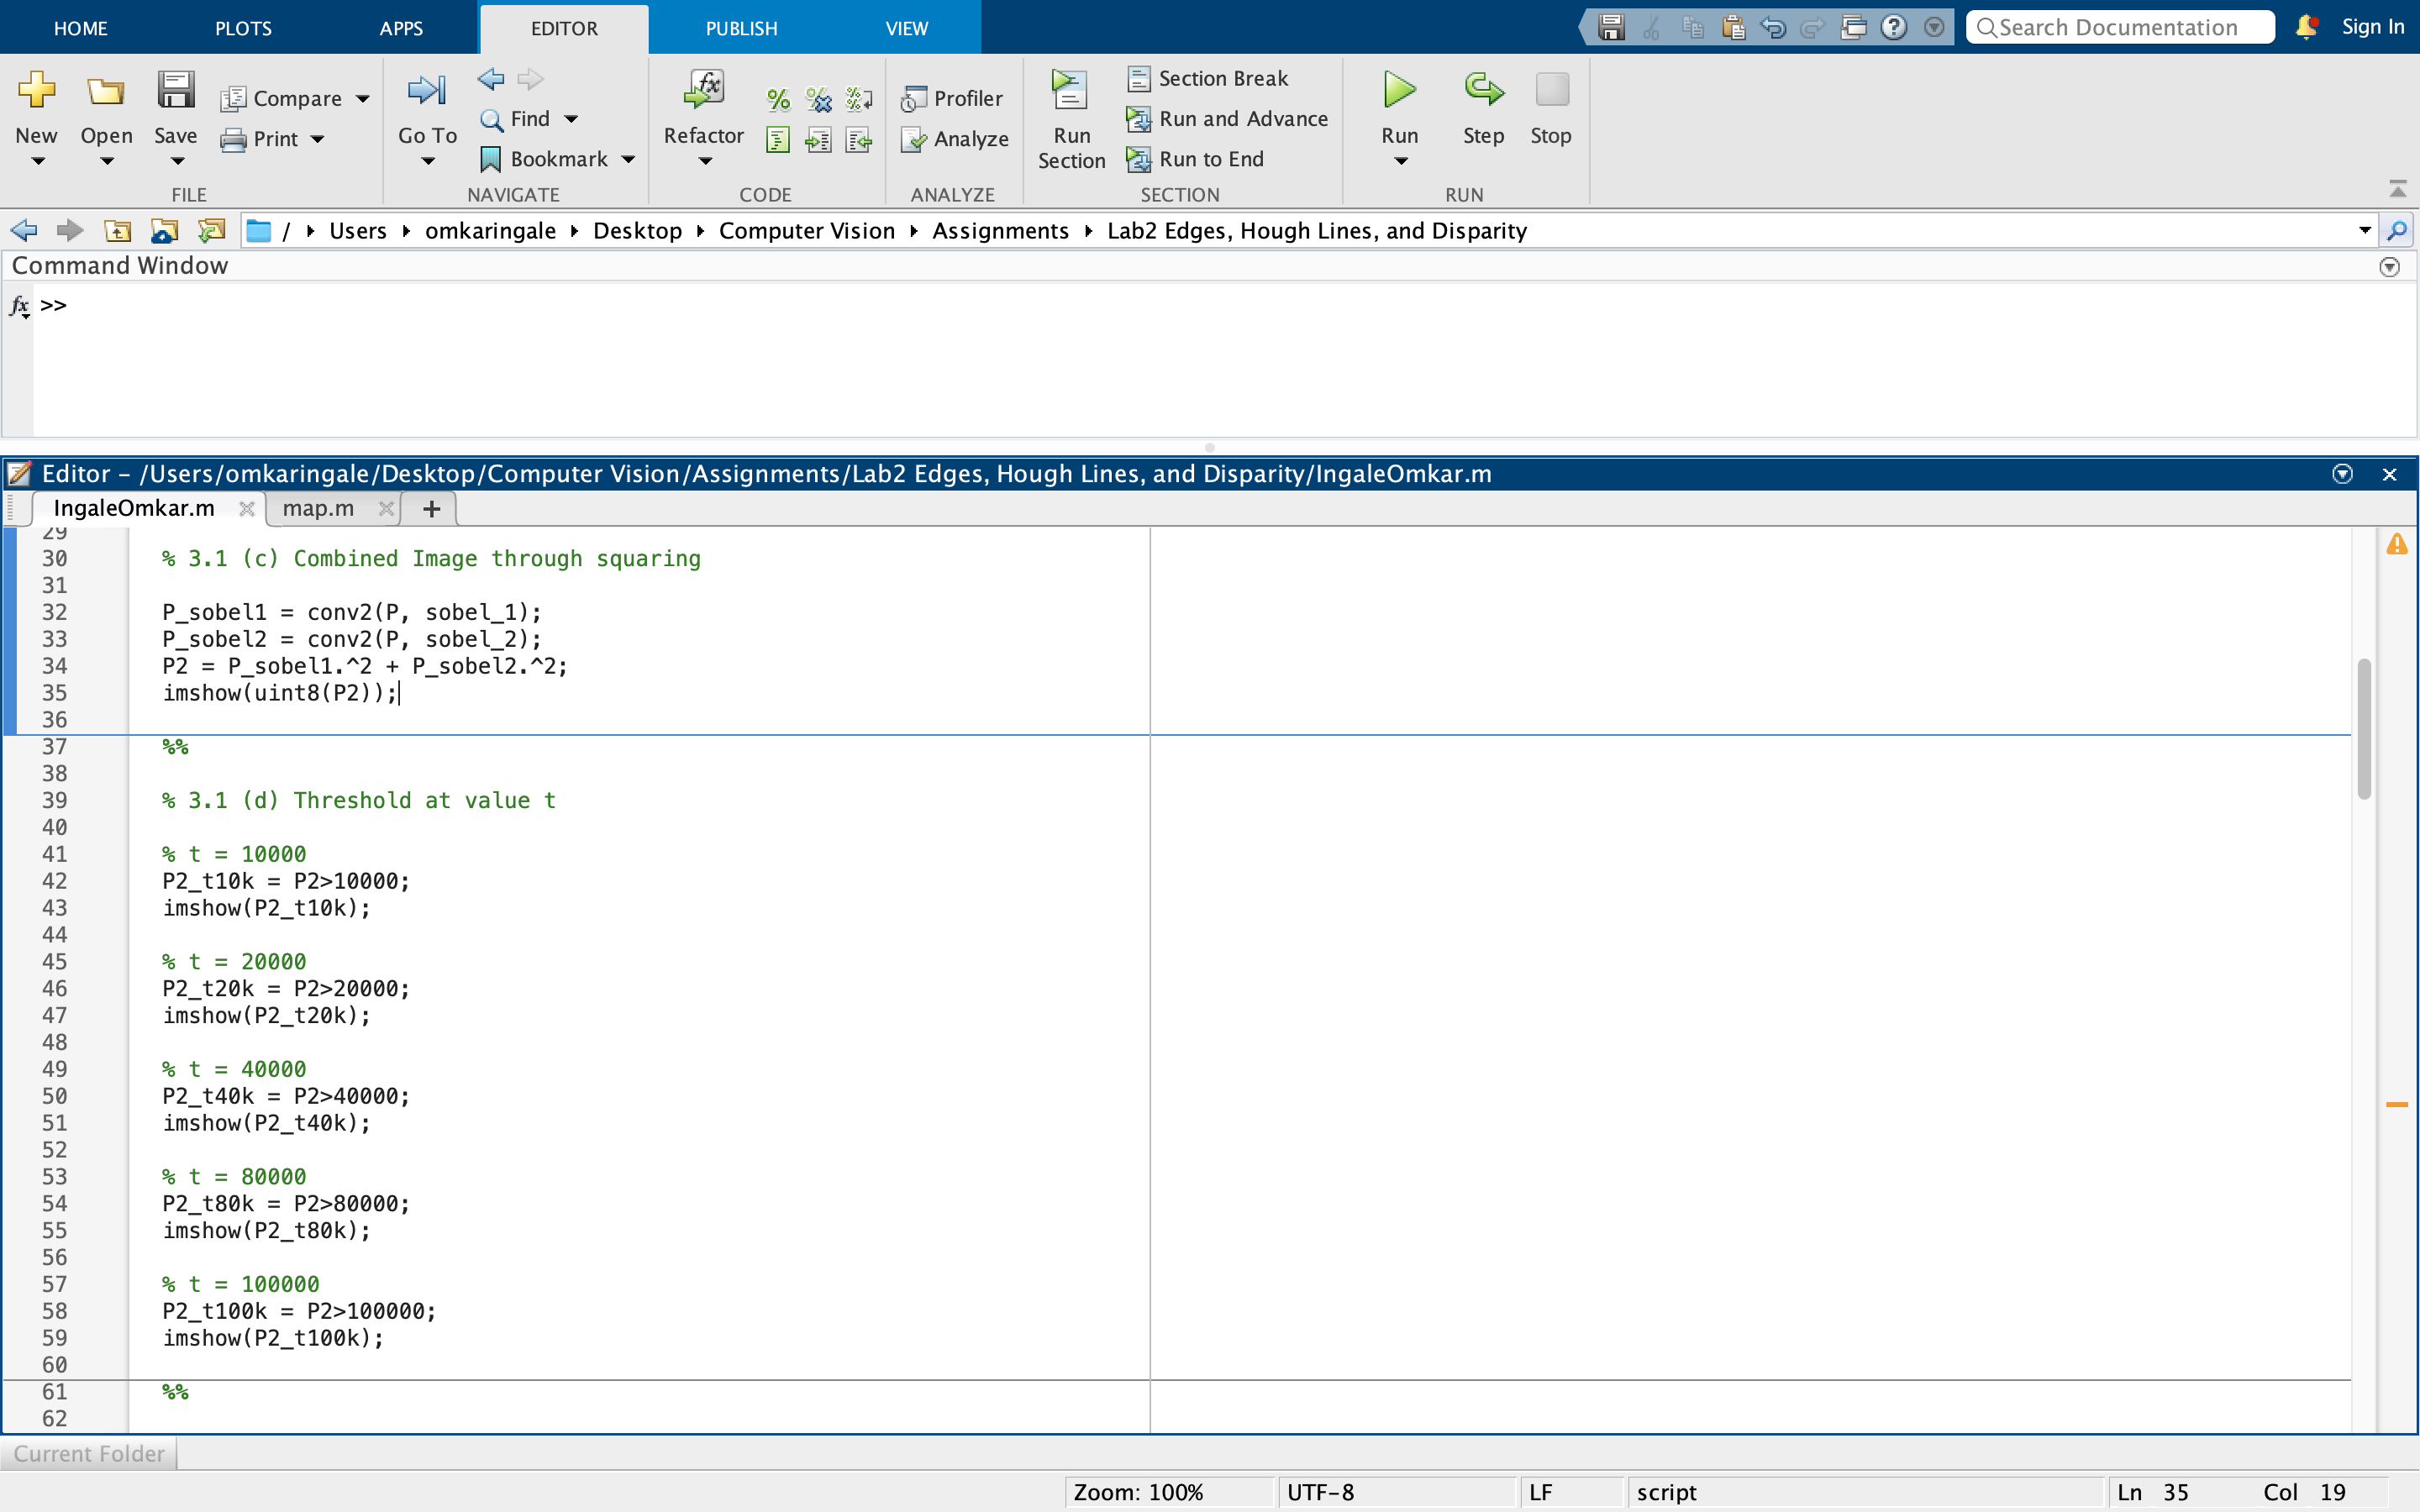 HOME PLOTS APPS EDITOR PUBLISH VIEW Search Documentation Sign In
New Open Save Compare Print
FILE
Go To Find Bookmark
NAVIGATE
Refactor
CODE
Profiler
Analyze
ANALYZE
Run Section
Section Break
Run and Advance
Run to End
SECTION
Run Step Stop
RUN
/ Users omkaringale Desktop Computer Vision Assignments Lab2 Edges, Hough Lines, and Disparity
Command Window
fx >>
Editor – /Users/omkaringale/Desktop/Computer Vision/Assignments/Lab2 Edges, Hough Lines, and Disparity/IngaleOmkar.m
IngaleOmkar.m map.m +
29
30 % 3.1 (c) Combined Image through squaring
31
32 P_sobel1 = conv2(P, sobel_1);
33 P_sobel2 = conv2(P, sobel_2);
34 P2 = P_sobel1.^2 + P_sobel2.^2;
35 imshow(uint8(P2));
36
37 %%
38
39 % 3.1 (d) Threshold at value t
40
41 % t = 10000
42 P2_t10k = P2>10000;
43 imshow(P2_t10k);
44
45 % t = 20000
46 P2_t20k = P2>20000;
47 imshow(P2_t20k);
48
49 % t = 40000
50 P2_t40k = P2>40000;
51 imshow(P2_t40k);
52
53 % t = 80000
54 P2_t80k = P2>80000;
55 imshow(P2_t80k);
56
57 % t = 100000
58 P2_t100k = P2>100000;
59 imshow(P2_t100k);
60
61 %%
62
Current Folder
Zoom: 100% UTF-8 LF script Ln 35 Col 19